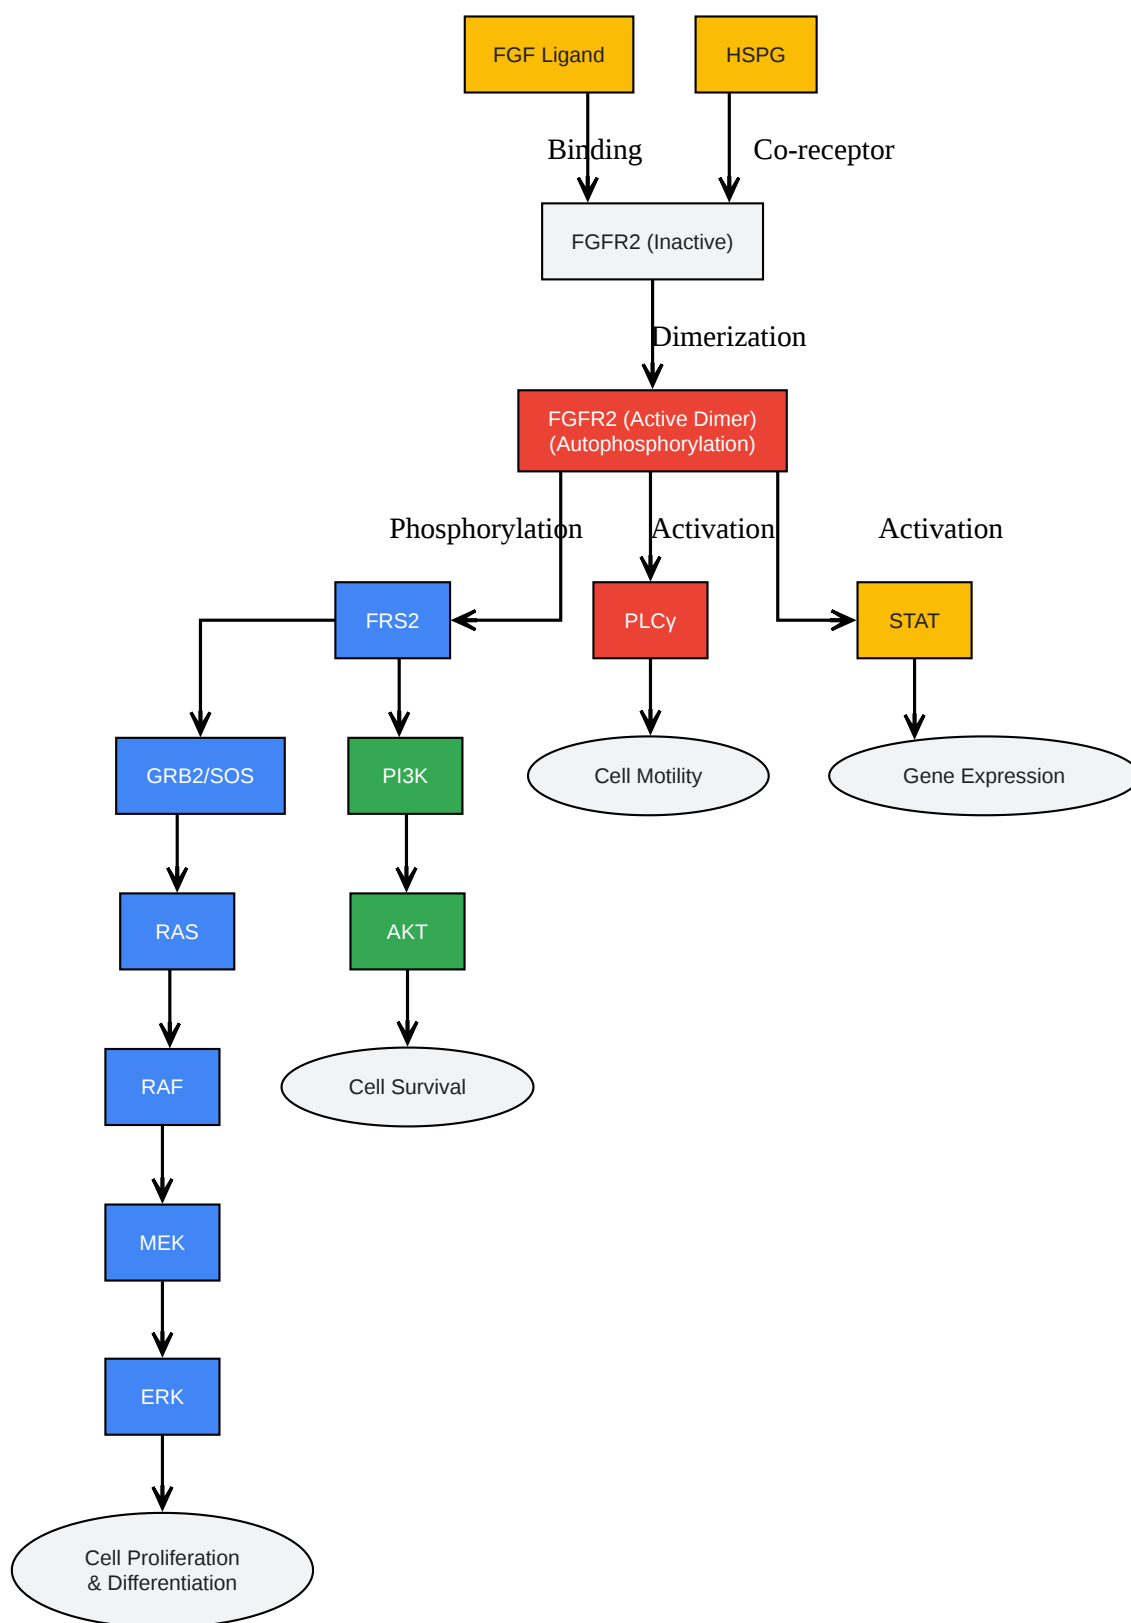 FGF Ligand
HSPG
Binding
Co-receptor
FGFR2 (Inactive)
Dimerization
FGFR2 (Active Dimer)
(Autophosphorylation)
Phosphorylation
Activation
Activation
FRS2
PLCγ
STAT
GRB2/SOS
PI3K
Cell Motility
Gene Expression
RAS
AKT
RAF
Cell Survival
MEK
ERK
Cell Proliferation
& Differentiation